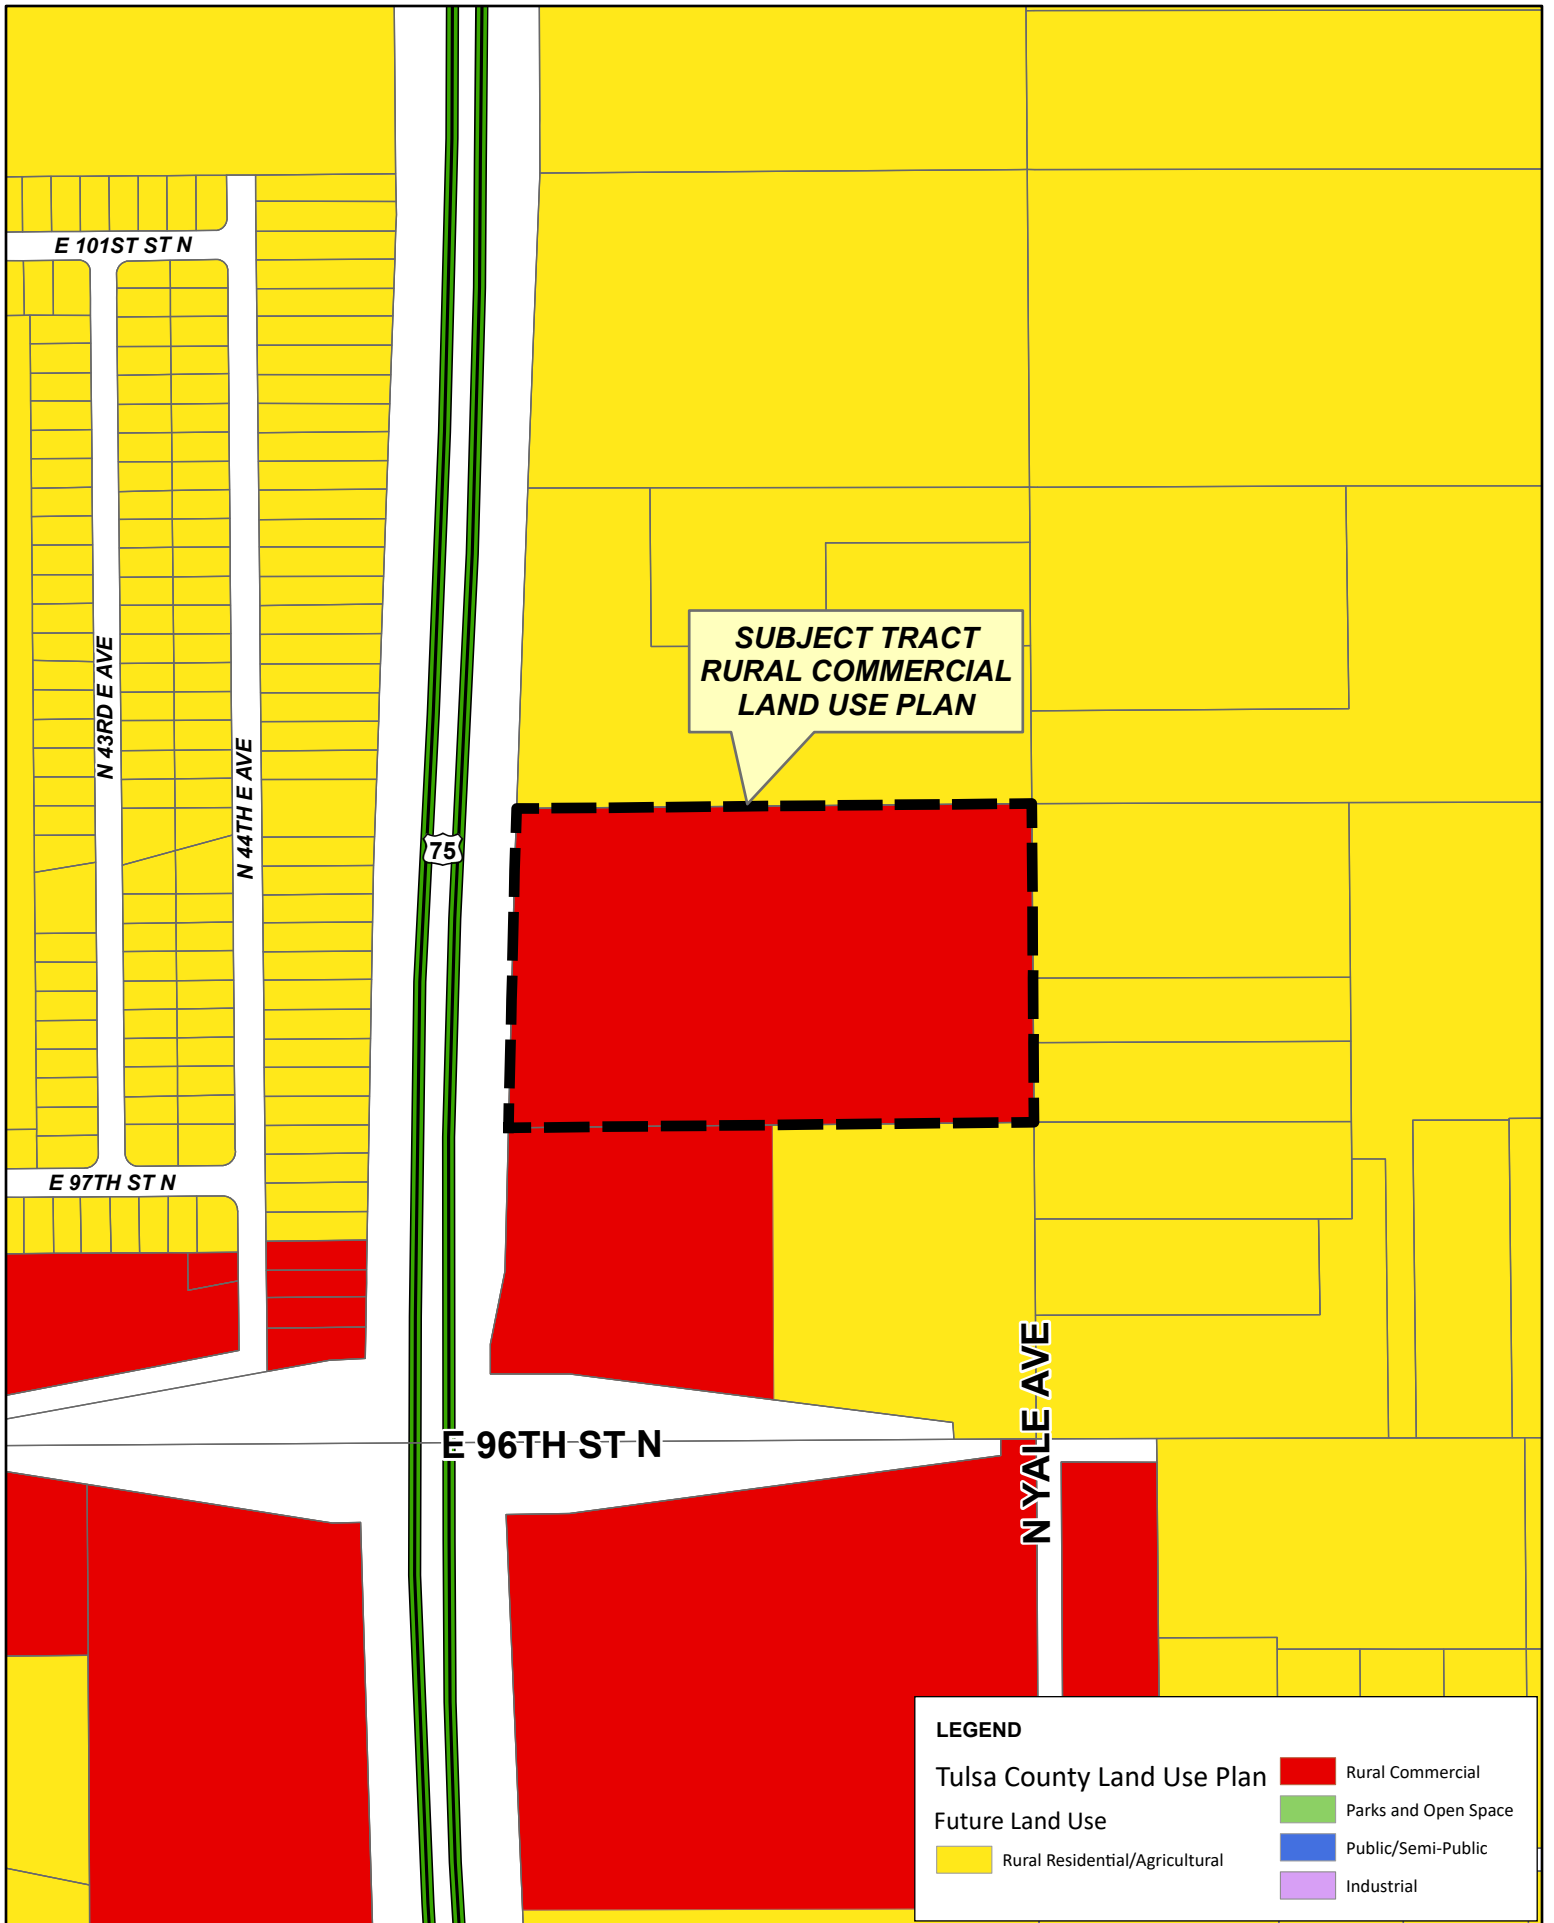 E 101ST ST N
SUBJECT TRACT
RURAL COMMERCIAL
LAND USE PLAN
N 43RD E AVE
N 44TH E AVE
75
E 97TH ST N
N YALE AVE
E 96TH ST N
LEGEND
Tulsa County Land Use Plan
Future Land Use
Rural Residential/Agricultural
Rural Commercial
Parks and Open Space
Public/Semi-Public
Industrial